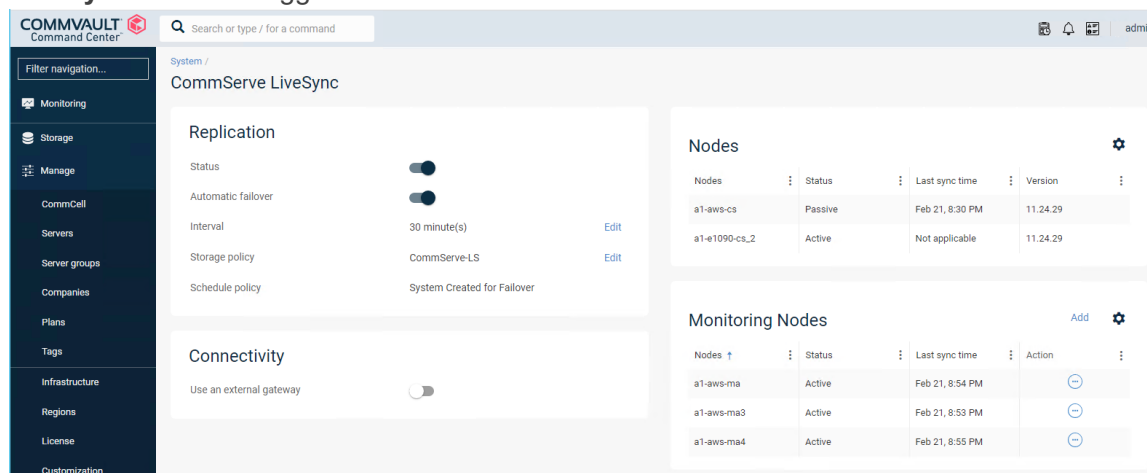 COMMVAULT
Command Center
Search or type / for a command
admi
Filter navigation...
Monitoring
Storage
Manage
CommCell
Servers
Server groups
Companies
Plans
Tags
Infrastructure
Regions
License
Customization
System /
CommServe LiveSync
Replication
Status
Automatic failover
Interval 30 minute(s) Edit
Storage policy CommServe-LS Edit
Schedule policy System Created for Failover
Connectivity
Use an external gateway
Nodes
Nodes Status Last sync time Version
a1-aws-cs Passive Feb 21, 8:30 PM 11.24.29
a1-e1090-cs_2 Active Not applicable 11.24.29
Monitoring Nodes Add
Nodes ↑ Status Last sync time Action
a1-aws-ma Active Feb 21, 8:54 PM
a1-aws-ma3 Active Feb 21, 8:53 PM
a1-aws-ma4 Active Feb 21, 8:55 PM